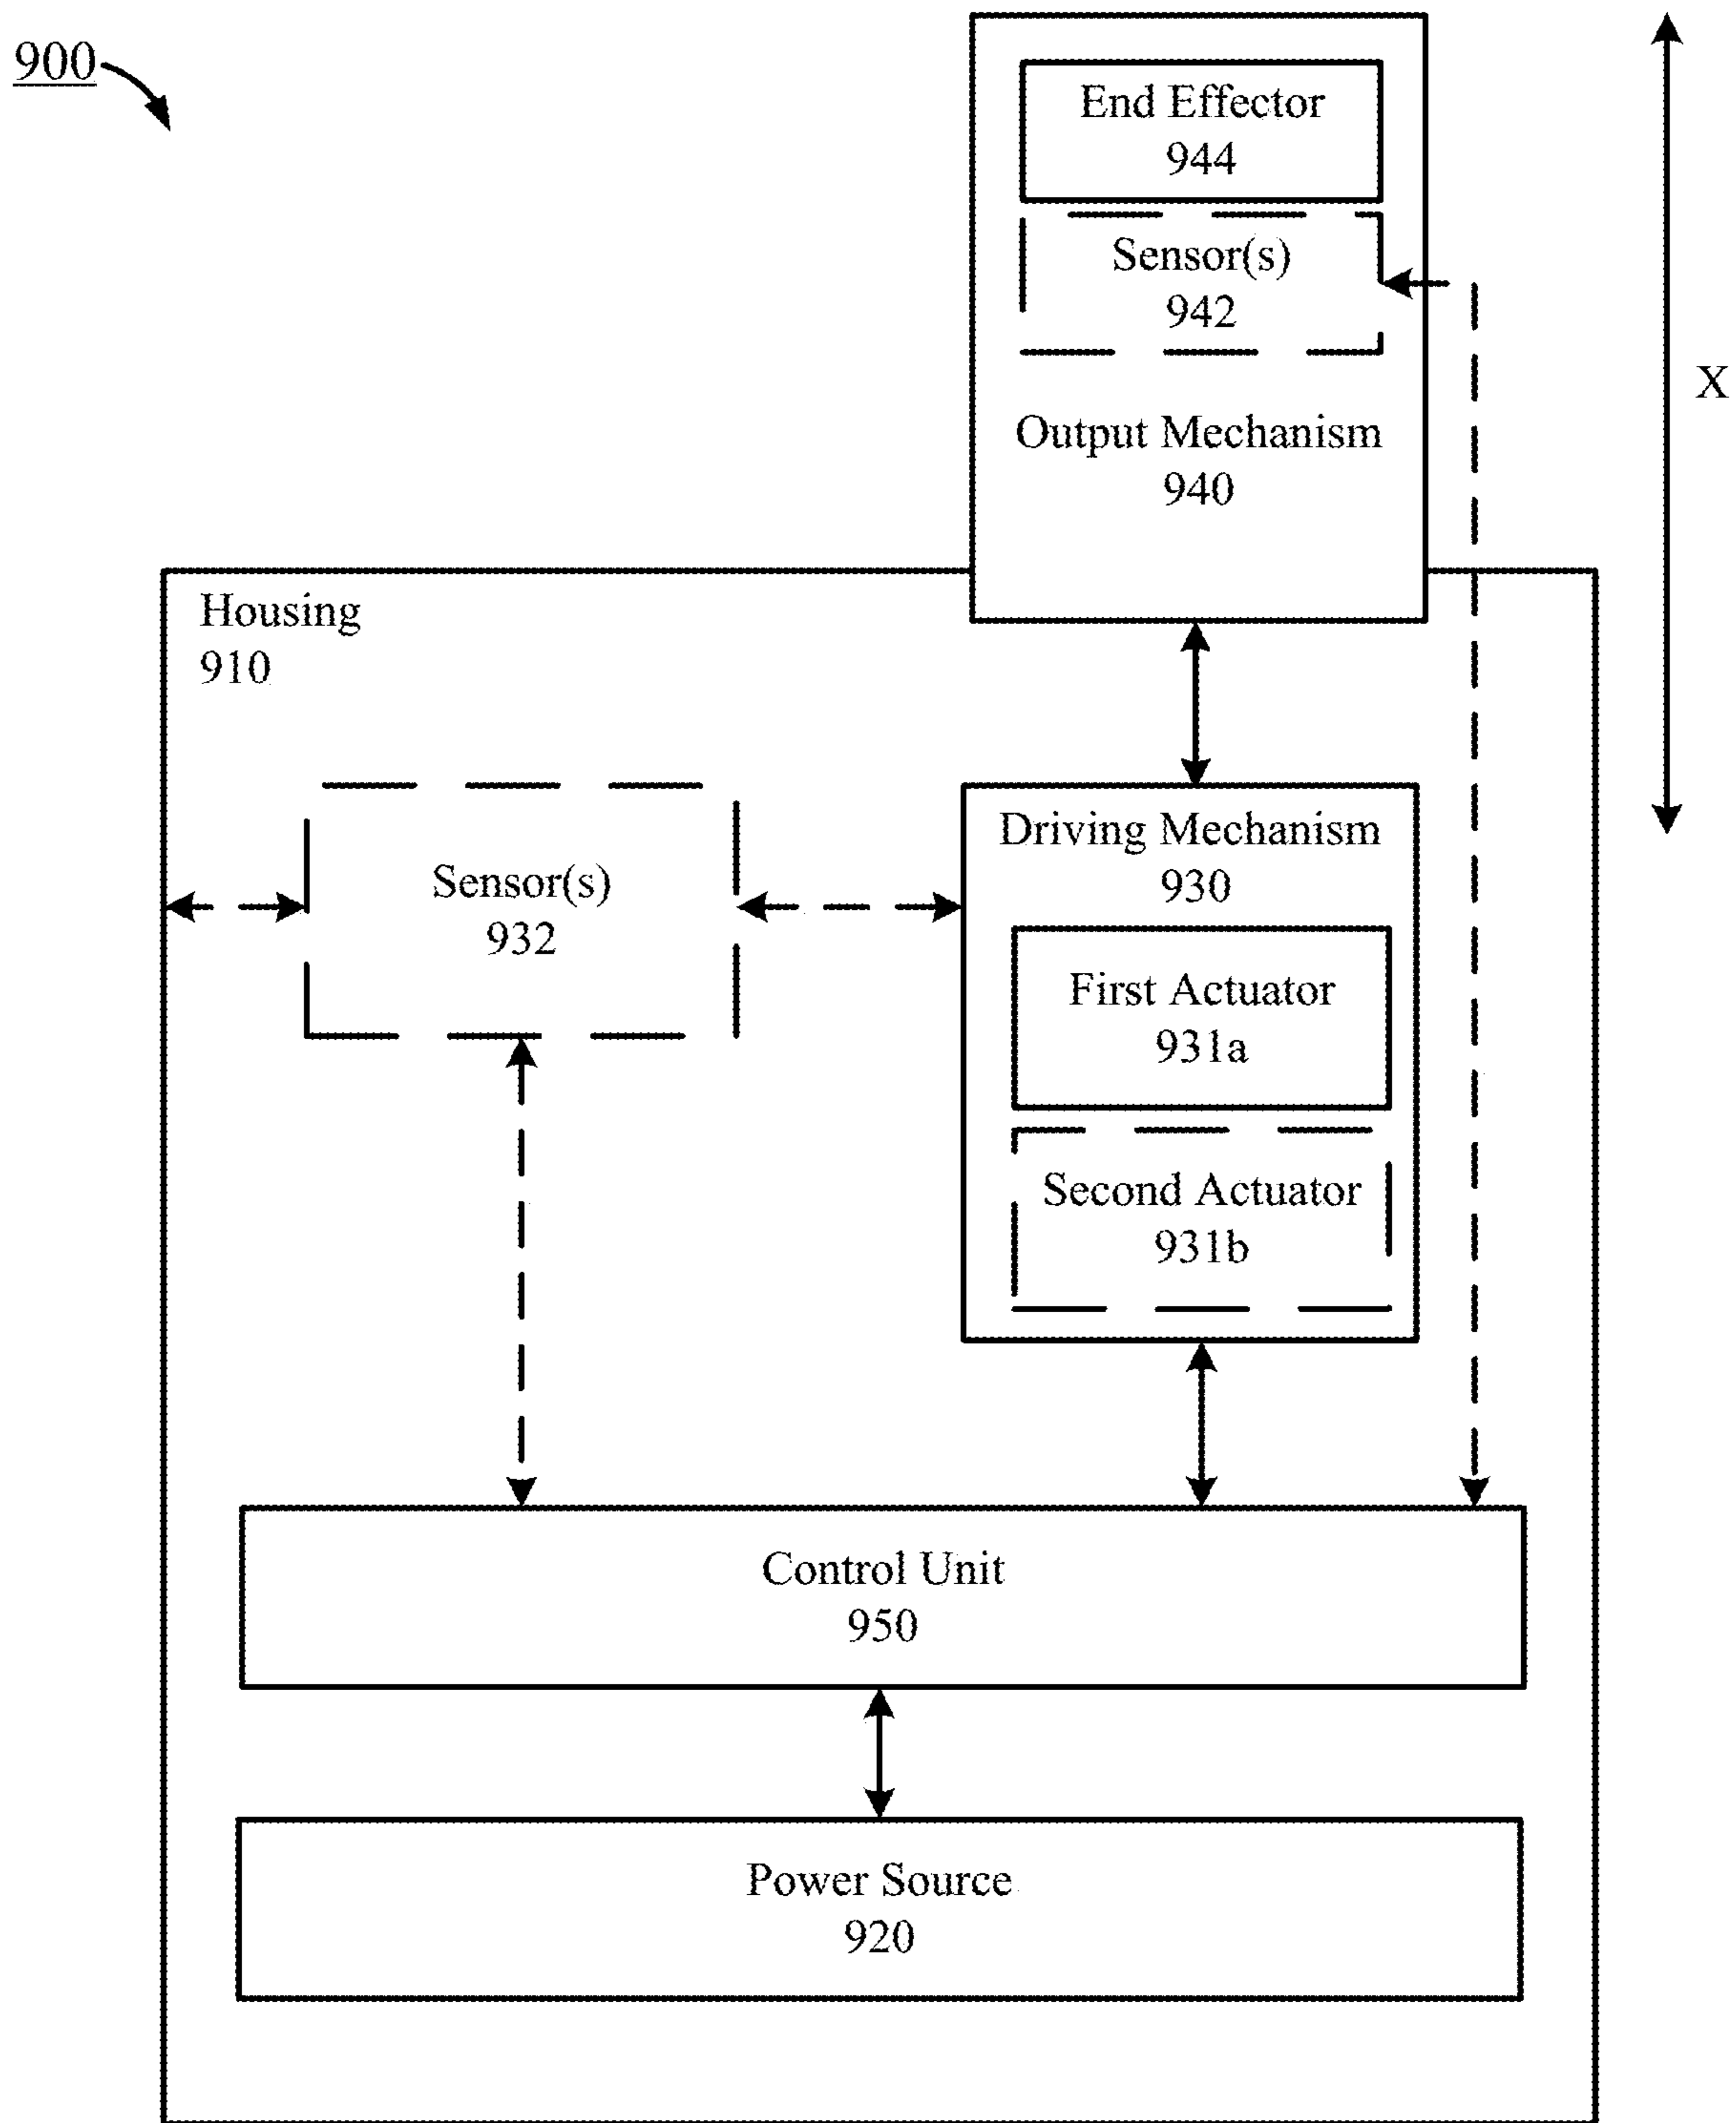 900
End Effector
944
Sensor(s)
942
X
Output Mechanism
940
Housing
910
Driving Mechanism
930
Sensor(s)
932
First Actuator
931a
Second Actuator
931b
Control Unit
950
Power Source
920